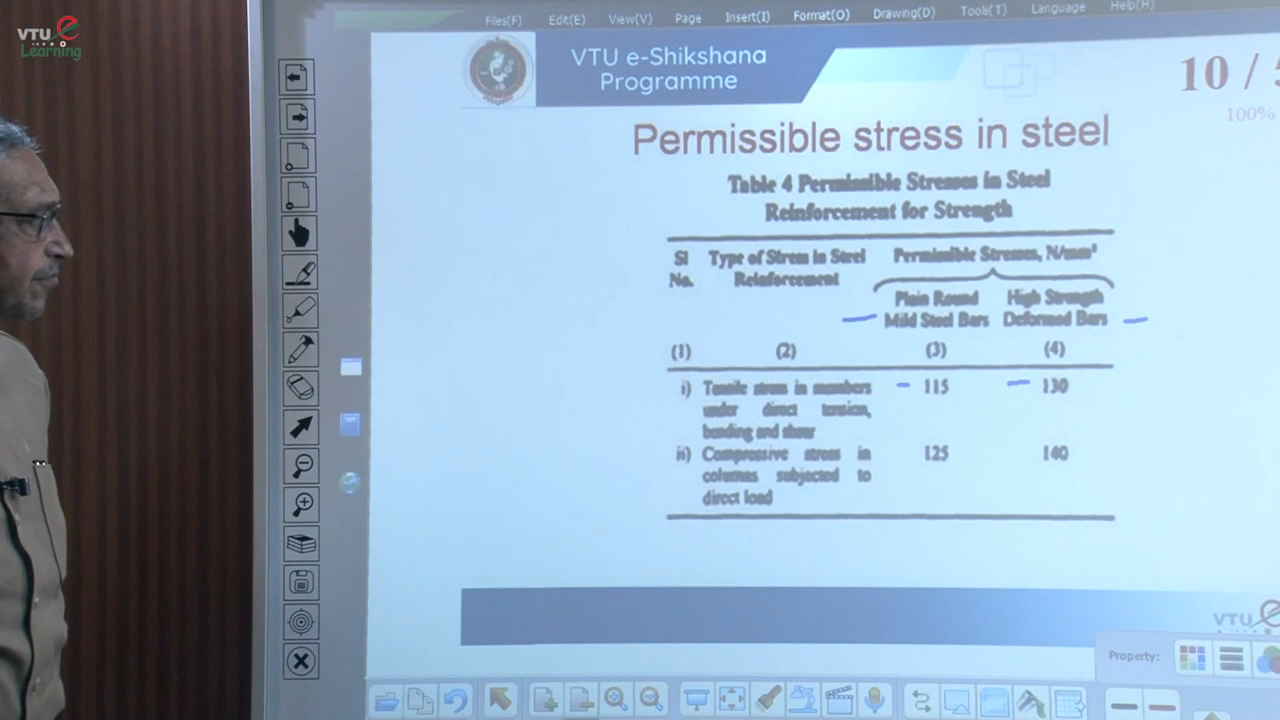 VTU e
Learning
Files(F) Edit(E) View(V) Page Insert(I) Format(O) Drawing(D) Tools(T) Language Help(H)
VTU e-Shikshana
Programme
10 /
100%
Permissible stress in steel
Table 4 Permissible Stresses in Steel
Reinforcement for Strength
Sl Type of Stress in Steel Permissible Stresses, N/mm²
No. Reinforcement
Plain Round High Strength
Mild Steel Bars Deformed Bars
(1) (2) (3) (4)
i) Tensile stress in members 115 130
under direct tension,
bending and shear
ii) Compressive stress in 125 140
columns subjected to
direct load
VTU e
Property: